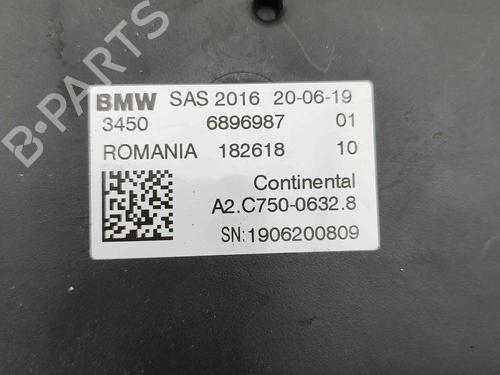 BMW SAS 2016 20-06-19
3450 6896987 01
ROMANIA 182618 10
Continental
A2.C750-0632.8
SN:1906200809
B-PARTS